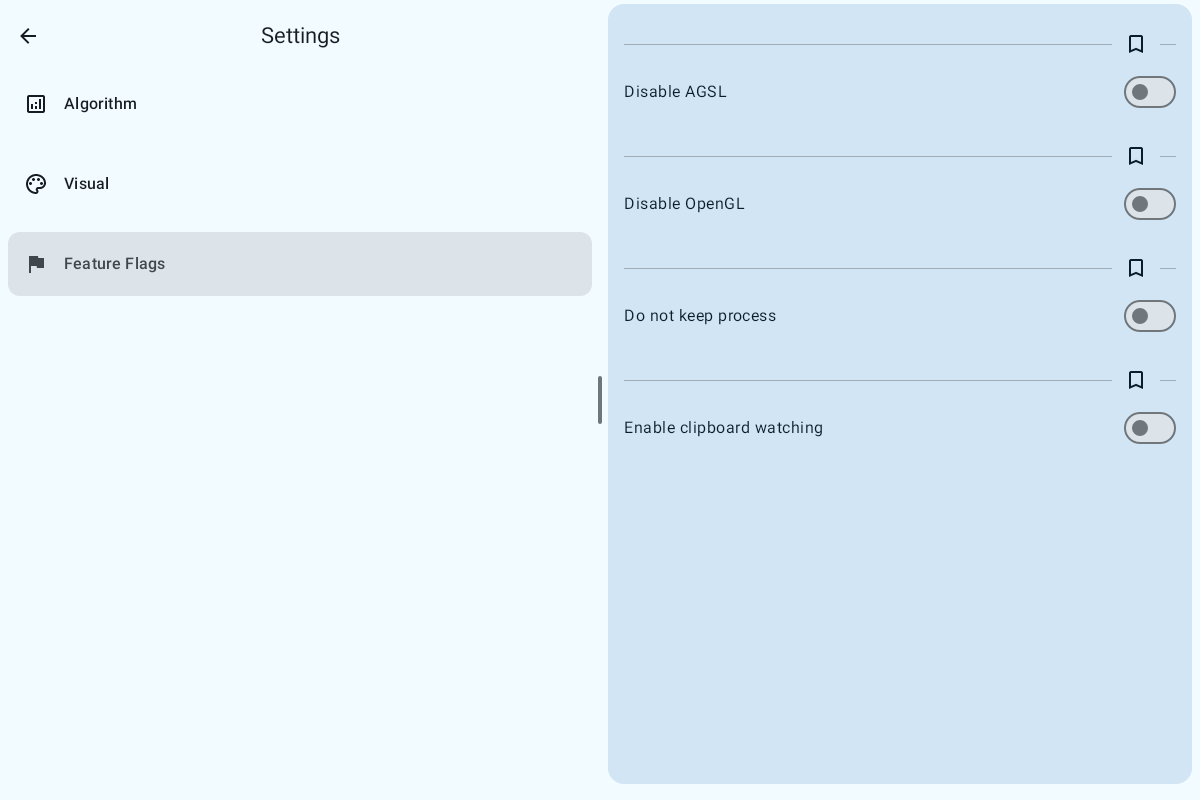 Settings
Algorithm
Visual
Feature Flags
Disable AGSL
Disable OpenGL
Do not keep process
Enable clipboard watching